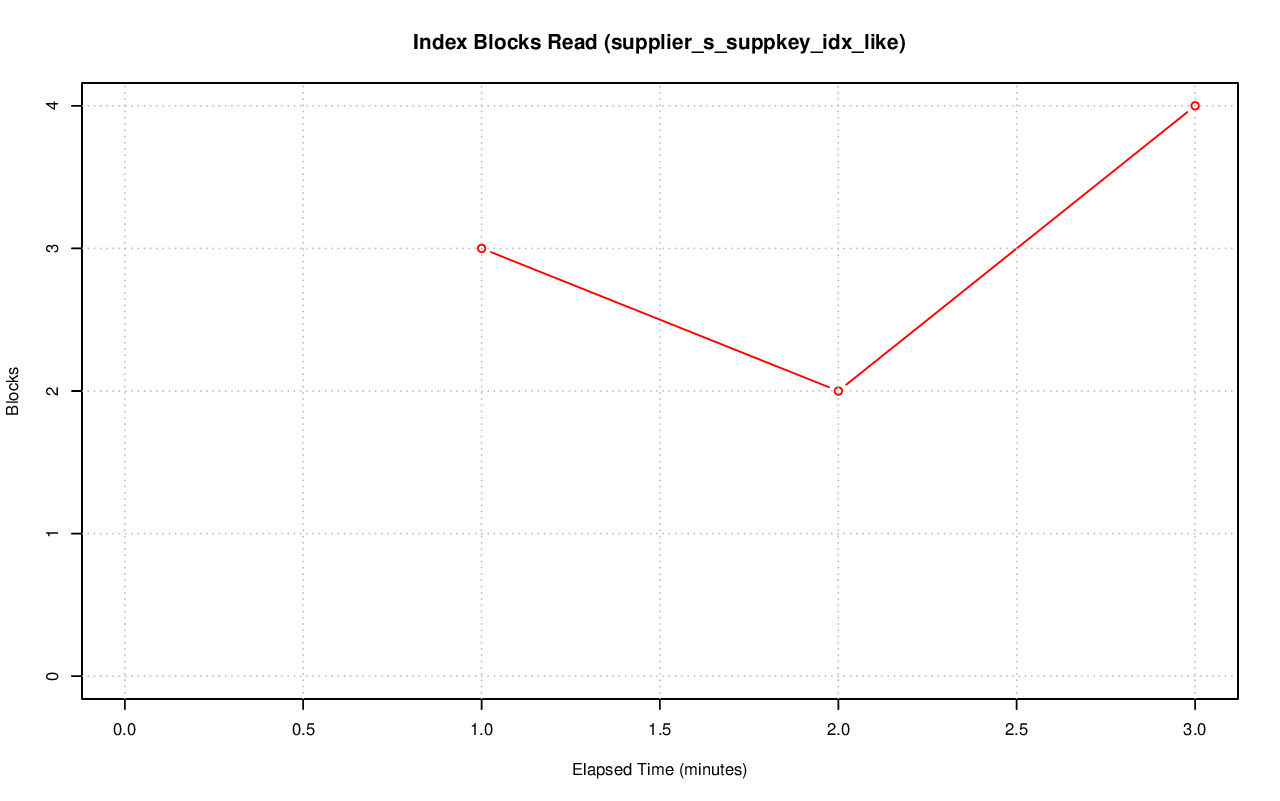 Index Blocks Read (supplier_s_suppkey_idx_like)
4
3
2
1
0
Blocks
0.0 0.5 1.0 1.5 2.0 2.5 3.0
Elapsed Time (minutes)